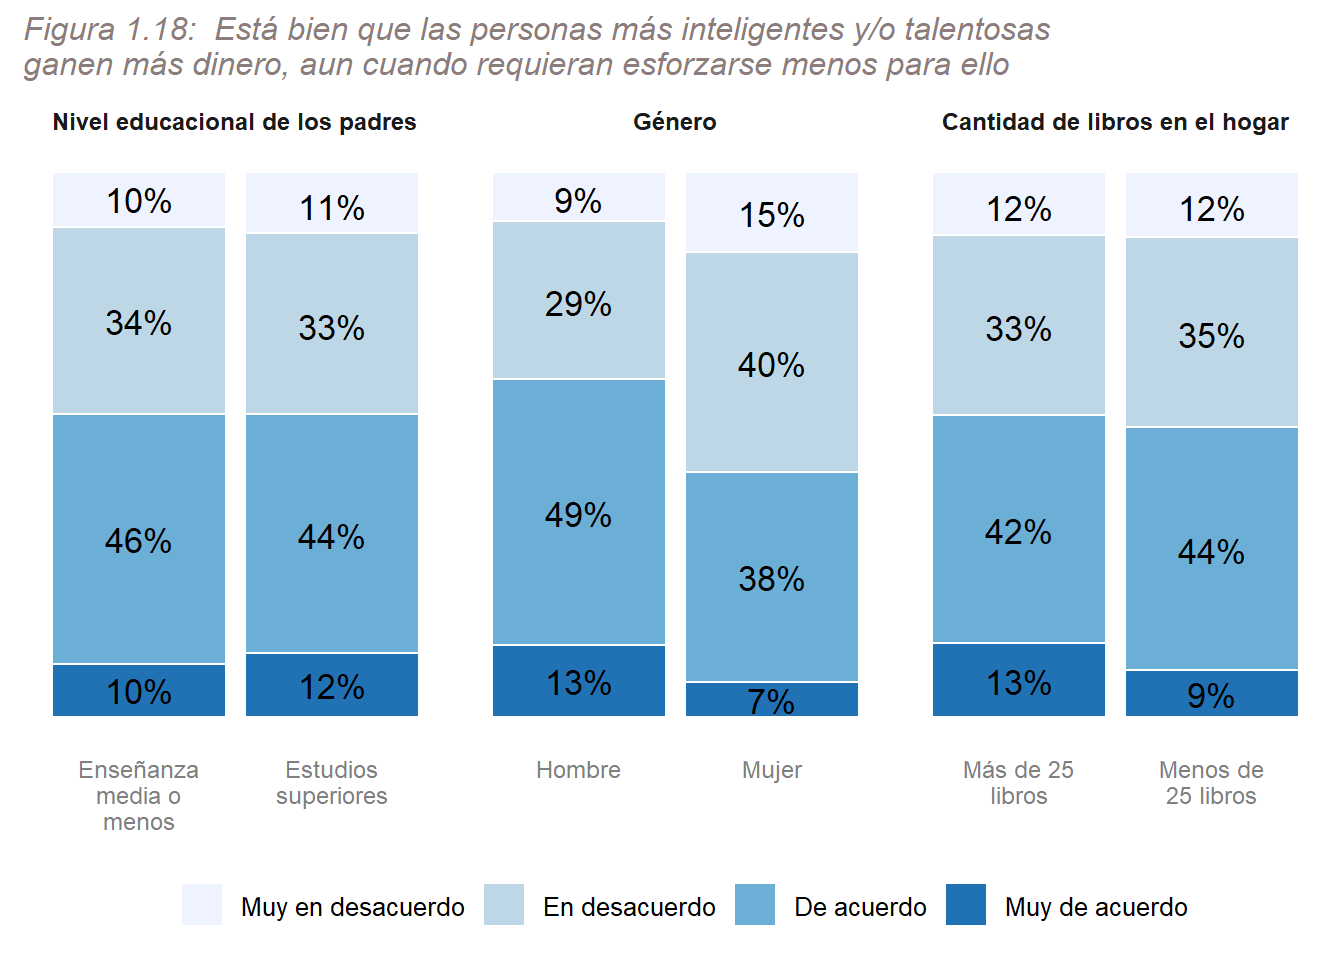 Figura 1.18:  Está bien que las personas más inteligentes y/o talentosas
ganen más dinero, aun cuando requieran esforzarse menos para ello
Nivel educacional de los padres
10%
11%
34%
33%
46%
44%
10%
12%
Enseñanza
media o
menos
Estudios
superiores
Género
9%
15%
29%
40%
49%
38%
13%
7%
Hombre
Mujer
Cantidad de libros en el hogar
12%
12%
33%
35%
42%
44%
13%
9%
Más de 25
libros
Menos de
25 libros
Muy en desacuerdo
En desacuerdo
De acuerdo
Muy de acuerdo